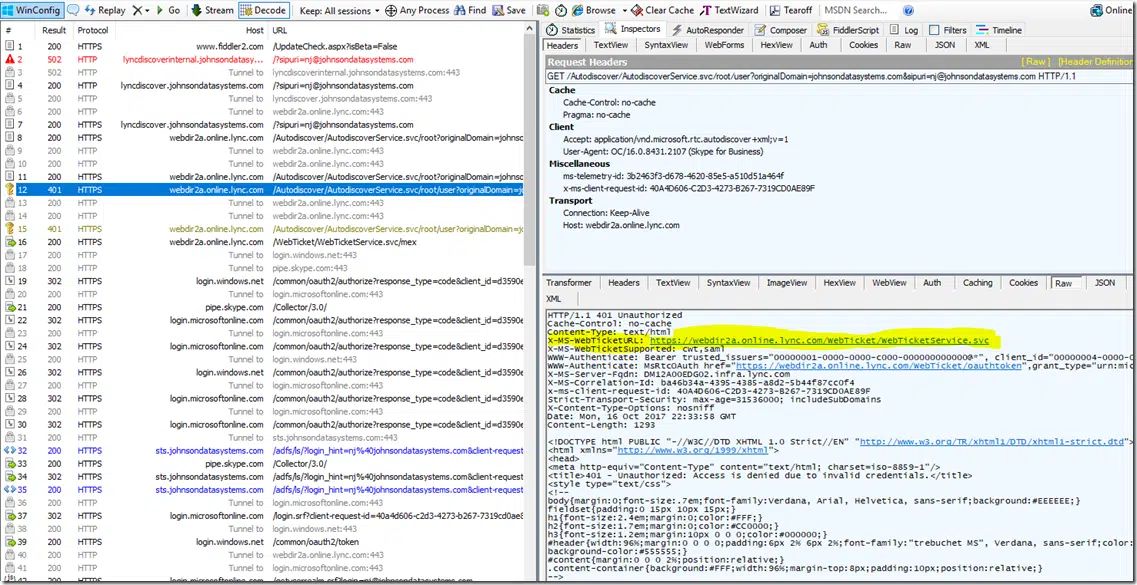 WinConfig Replay Go Stream Decode Keep: All sessions Any Process Find Save Browse Clear Cache TextWizard Tearoff MSDN Search... Online
# Result Protocol Host URL
1 200 HTTPS www.fiddler2.com /UpdateCheck.aspx?isBeta=False
2 502 HTTP lyncdiscoverinternal.johnsondatasy... /?sipuri=nj@johnsondatasystems.com
3 502 HTTP Tunnel to lyncdiscoverinternal.johnsondatasystems.com:443
4 200 HTTP lyncdiscover.johnsondatasystems.com /?sipuri=nj@johnsondatasystems.com
5 200 HTTP Tunnel to lyncdiscover.johnsondatasystems.com:443
6 200 HTTP Tunnel to webdir2a.online.lync.com:443
7 200 HTTPS lyncdiscover.johnsondatasystems.com /?sipuri=nj@johnsondatasystems.com
8 200 HTTPS webdir2a.online.lync.com /Autodiscover/AutodiscoverService.svc/root?originalDomain=johnso
9 200 HTTP Tunnel to webdir2a.online.lync.com:443
10 200 HTTP Tunnel to webdir2a.online.lync.com:443
11 200 HTTPS webdir2a.online.lync.com /Autodiscover/AutodiscoverService.svc/root?originalDomain=johnso
12 401 HTTPS webdir2a.online.lync.com /Autodiscover/AutodiscoverService.svc/root/user?originalDomain=jo
13 200 HTTP Tunnel to webdir2a.online.lync.com:443
14 200 HTTP Tunnel to webdir2a.online.lync.com:443
15 401 HTTPS webdir2a.online.lync.com /Autodiscover/AutodiscoverService.svc/root/user?originalDomain=jo
16 200 HTTPS webdir2a.online.lync.com /WebTicket/WebTicketService.svc/mex
17 200 HTTP Tunnel to login.windows.net:443
18 200 HTTP Tunnel to pipe.skype.com:443
19 302 HTTPS login.windows.net /common/oauth2/authorize?response_type=code&client_id=d3590e
20 200 HTTP Tunnel to login.microsoftonline.com:443
21 200 HTTPS pipe.skype.com /Collector/3.0/
22 302 HTTPS login.microsoftonline.com /common/oauth2/authorize?response_type=code&client_id=d3590e
23 200 HTTP Tunnel to login.microsoftonline.com:443
24 302 HTTPS login.microsoftonline.com /common/oauth2/authorize?response_type=code&client_id=d3590e
25 200 HTTP Tunnel to login.windows.net:443
26 302 HTTPS login.windows.net /common/oauth2/authorize?response_type=code&client_id=d3590e
27 200 HTTP Tunnel to login.microsoftonline.com:443
28 302 HTTPS login.microsoftonline.com /common/oauth2/authorize?response_type=code&client_id=d3590e
29 200 HTTP Tunnel to login.microsoftonline.com:443
30 302 HTTPS login.microsoftonline.com /common/oauth2/authorize?response_type=code&client_id=d3590e
31 200 HTTP Tunnel to sts.johnsondatasystems.com:443
32 200 HTTPS sts.johnsondatasystems.com /adfs/ls/?login_hint=nj%40johnsondatasystems.com&client-reques
33 200 HTTPS pipe.skype.com /Collector/3.0/
34 302 HTTPS sts.johnsondatasystems.com /adfs/ls/?login_hint=nj%40johnsondatasystems.com&client-reques
35 200 HTTPS sts.johnsondatasystems.com /adfs/ls/?login_hint=nj%40johnsondatasystems.com&client-reques
36 200 HTTP Tunnel to login.microsoftonline.com:443
37 302 HTTPS login.microsoftonline.com /login.srf?client-request-id=40a4d606-c2d3-4273-b267-7319cd0ae8
38 200 HTTP Tunnel to login.windows.net:443
39 200 HTTPS login.windows.net /common/oauth2/token
40 200 HTTP Tunnel to webdir2a.online.lync.com:443
41 200 HTTP Tunnel to login.microsoftonline.com:443
Statistics Inspectors AutoResponder Composer FiddlerScript Log Filters Timeline
Headers TextView SyntaxView WebForms HexView Auth Cookies Raw JSON XML
Request Headers [ Raw ] [Header Definition
GET /Autodiscover/AutodiscoverService.svc/root/user?originalDomain=johnsondatasystems.com&sipuri=nj@johnsondatasystems.com HTTP/1.1
Cache
Cache-Control: no-cache
Pragma: no-cache
Client
Accept: application/vnd.microsoft.rtc.autodiscover+xml;v=1
User-Agent: OC/16.0.8431.2107 (Skype for Business)
Miscellaneous
ms-telemetry-id: 3b2463f3-d678-4620-85e5-a510d51a464f
x-ms-client-request-id: 40A4D606-C2D3-4273-B267-7319CD0AE89F
Transport
Connection: Keep-Alive
Host: webdir2a.online.lync.com
Transformer Headers TextView SyntaxView ImageView HexView WebView Auth Caching Cookies Raw JSON
XML
HTTP/1.1 401 Unauthorized
Cache-Control: no-cache
Content-Type: text/html
X-MS-WebTicketURL: https://webdir2a.online.lync.com/WebTicket/WebTicketService.svc
X-MS-WebTicketSupported: cwt,saml
WWW-Authenticate: Bearer trusted_issuers="00000001-0000-0000-c000-000000000000@*", client_id="00000004-0000-0
WWW-Authenticate: MsRtcOAuth href="https://webdir2a.online.lync.com/WebTicket/oauthtoken",grant_type="urn:mic
X-MS-Server-Fqdn: DM12A00EDG02.infra.lync.com
X-MS-Correlation-Id: ba46b34a-4395-4385-a8d2-5b44f87cc0f4
x-ms-client-request-id: 40A4D606-C2D3-4273-B267-7319CD0AE89F
Strict-Transport-Security: max-age=31536000; includeSubDomains
X-Content-Type-Options: nosniff
Date: Mon, 16 Oct 2017 22:33:58 GMT
Content-Length: 1293
<!DOCTYPE html PUBLIC "-//W3C//DTD XHTML 1.0 Strict//EN" "http://www.w3.org/TR/xhtml1/DTD/xhtml1-strict.dtd">
<html xmlns="http://www.w3.org/1999/xhtml">
<head>
<meta http-equiv="Content-Type" content="text/html; charset=iso-8859-1"/>
<title>401 - Unauthorized: Access is denied due to invalid credentials.</title>
<style type="text/css">
<!--
body{margin:0;font-size:.7em;font-family:Verdana, Arial, Helvetica, sans-serif;background:#EEEEEE;}
fieldset{padding:0 15px 10px 15px;}
h1{font-size:2.4em;margin:0;color:#FFF;}
h2{font-size:1.7em;margin:0;color:#CC0000;}
h3{font-size:1.2em;margin:10px 0 0 0;color:#000000;}
#header{width:96%;margin:0 0 0 0;padding:6px 2% 6px 2%;font-family:"trebuchet MS", Verdana, sans-serif;color:
background-color:#555555;}
#content{margin:0 0 0 2%;position:relative;}
.content-container{background:#FFF;width:96%;margin-top:8px;padding:10px;position:relative;}
-->